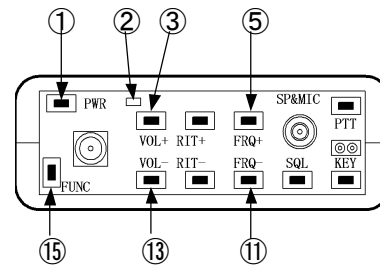 ① ② ③ ⑤
PWR SP&MIC
VOL+ RIT+ FRQ+ PTT
VOL- RIT- FRQ- SQL KEY
FUNC
⑮ ⑬ ⑪